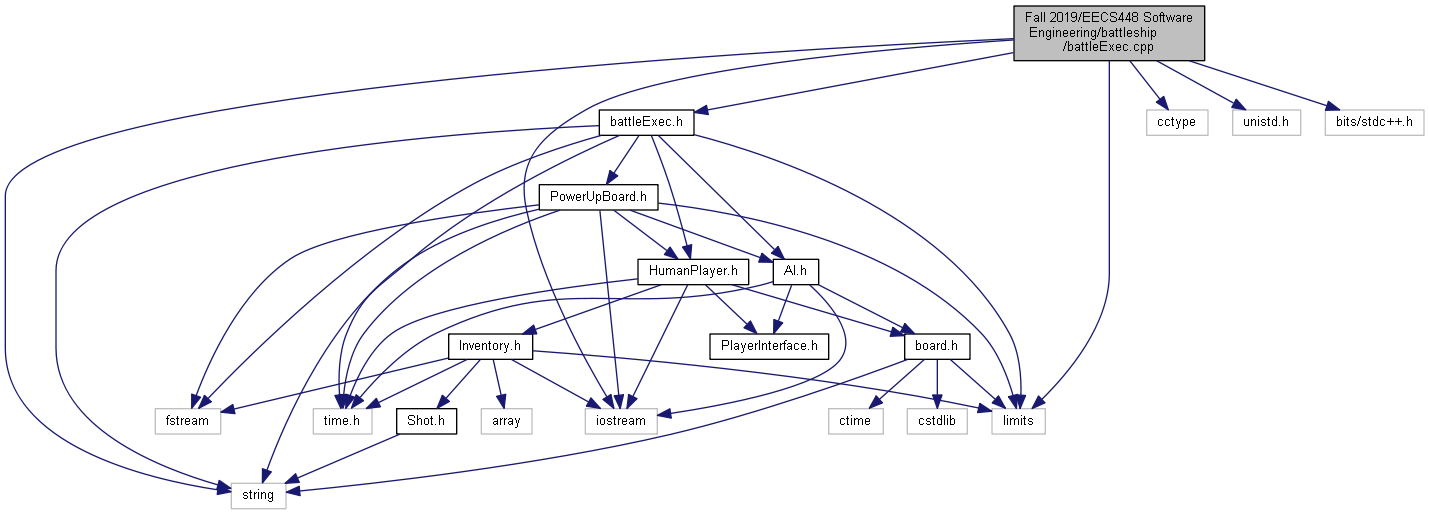 Fall 2019/EECS448 Software
Engineering/battleship
/battleExec.cpp
battleExec.h
cctype
unistd.h
bits/stdc++.h
PowerUpBoard.h
HumanPlayer.h
AI.h
Inventory.h
PlayerInterface.h
board.h
fstream
time.h
Shot.h
array
iostream
ctime
cstdlib
limits
string